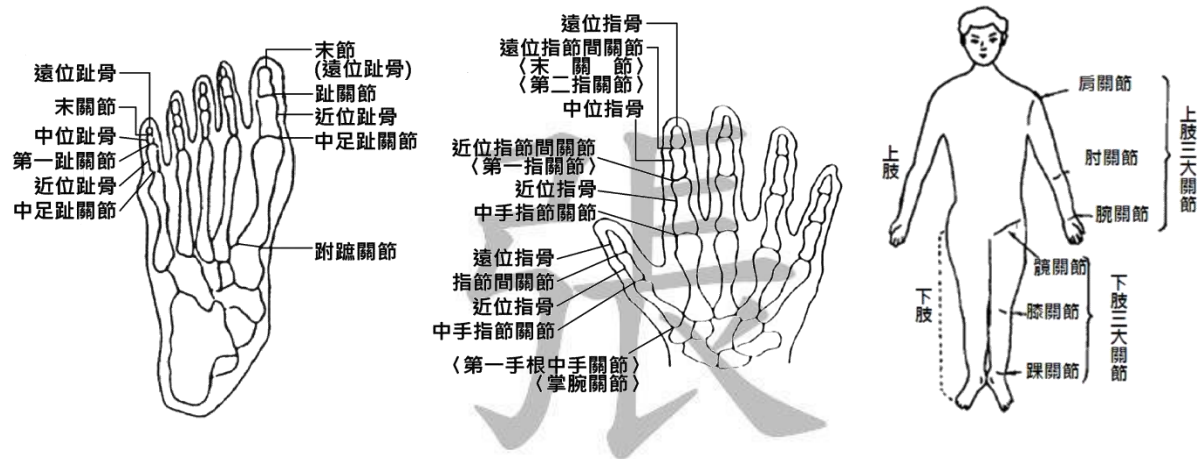 遠位趾骨
末關節
中位趾骨
第一趾關節
近位趾骨
中足趾關節
末節
(遠位趾骨)
趾關節
近位趾骨
中足趾關節
跗蹠關節
遠位指骨
遠位指節間關節
〈末關節〉
〈第二指關節〉
中位指骨
近位指節間關節
〈第一指關節〉
近位指骨
中手指節關節
遠位指骨
指節間關節
近位指骨
中手指節關節
〈第一手根中手關節〉
〈掌腕關節〉
上肢
下肢
肩關節
肘關節
腕關節
上肢三大關節
髖關節
膝關節
踝關節
下肢三大關節